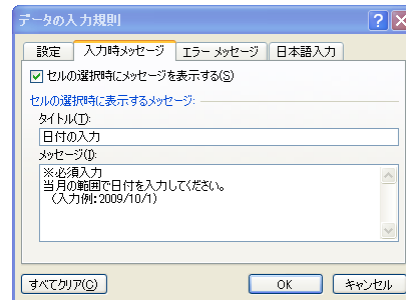 データの入力規則
設定 入力時メッセージ エラー メッセージ 日本語入力
セルの選択時にメッセージを表示する(S)
セルの選択時に表示するメッセージ:
タイトル(T):
日付の入力
メッセージ(I):
※必須入力
当月の範囲で日付を入力してください。
（入力例：2009/10/1）
すべてクリア(C) OK キャンセル